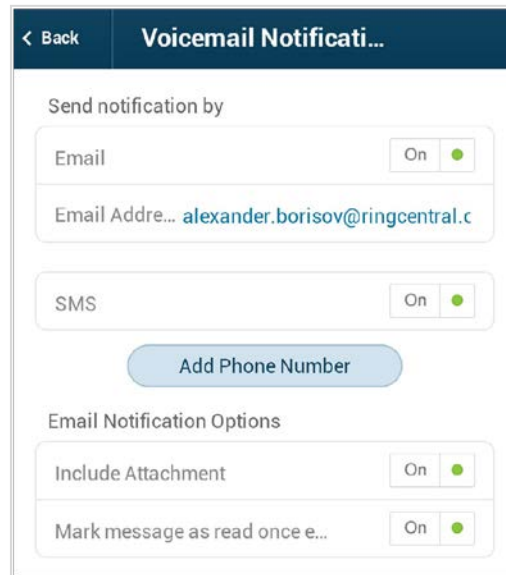 Back Voicemail Notificati...
Send notification by
Email On
Email Addre... alexander.borisov@ringcentral.c
SMS On
Add Phone Number
Email Notification Options
Include Attachment On
Mark message as read once e... On